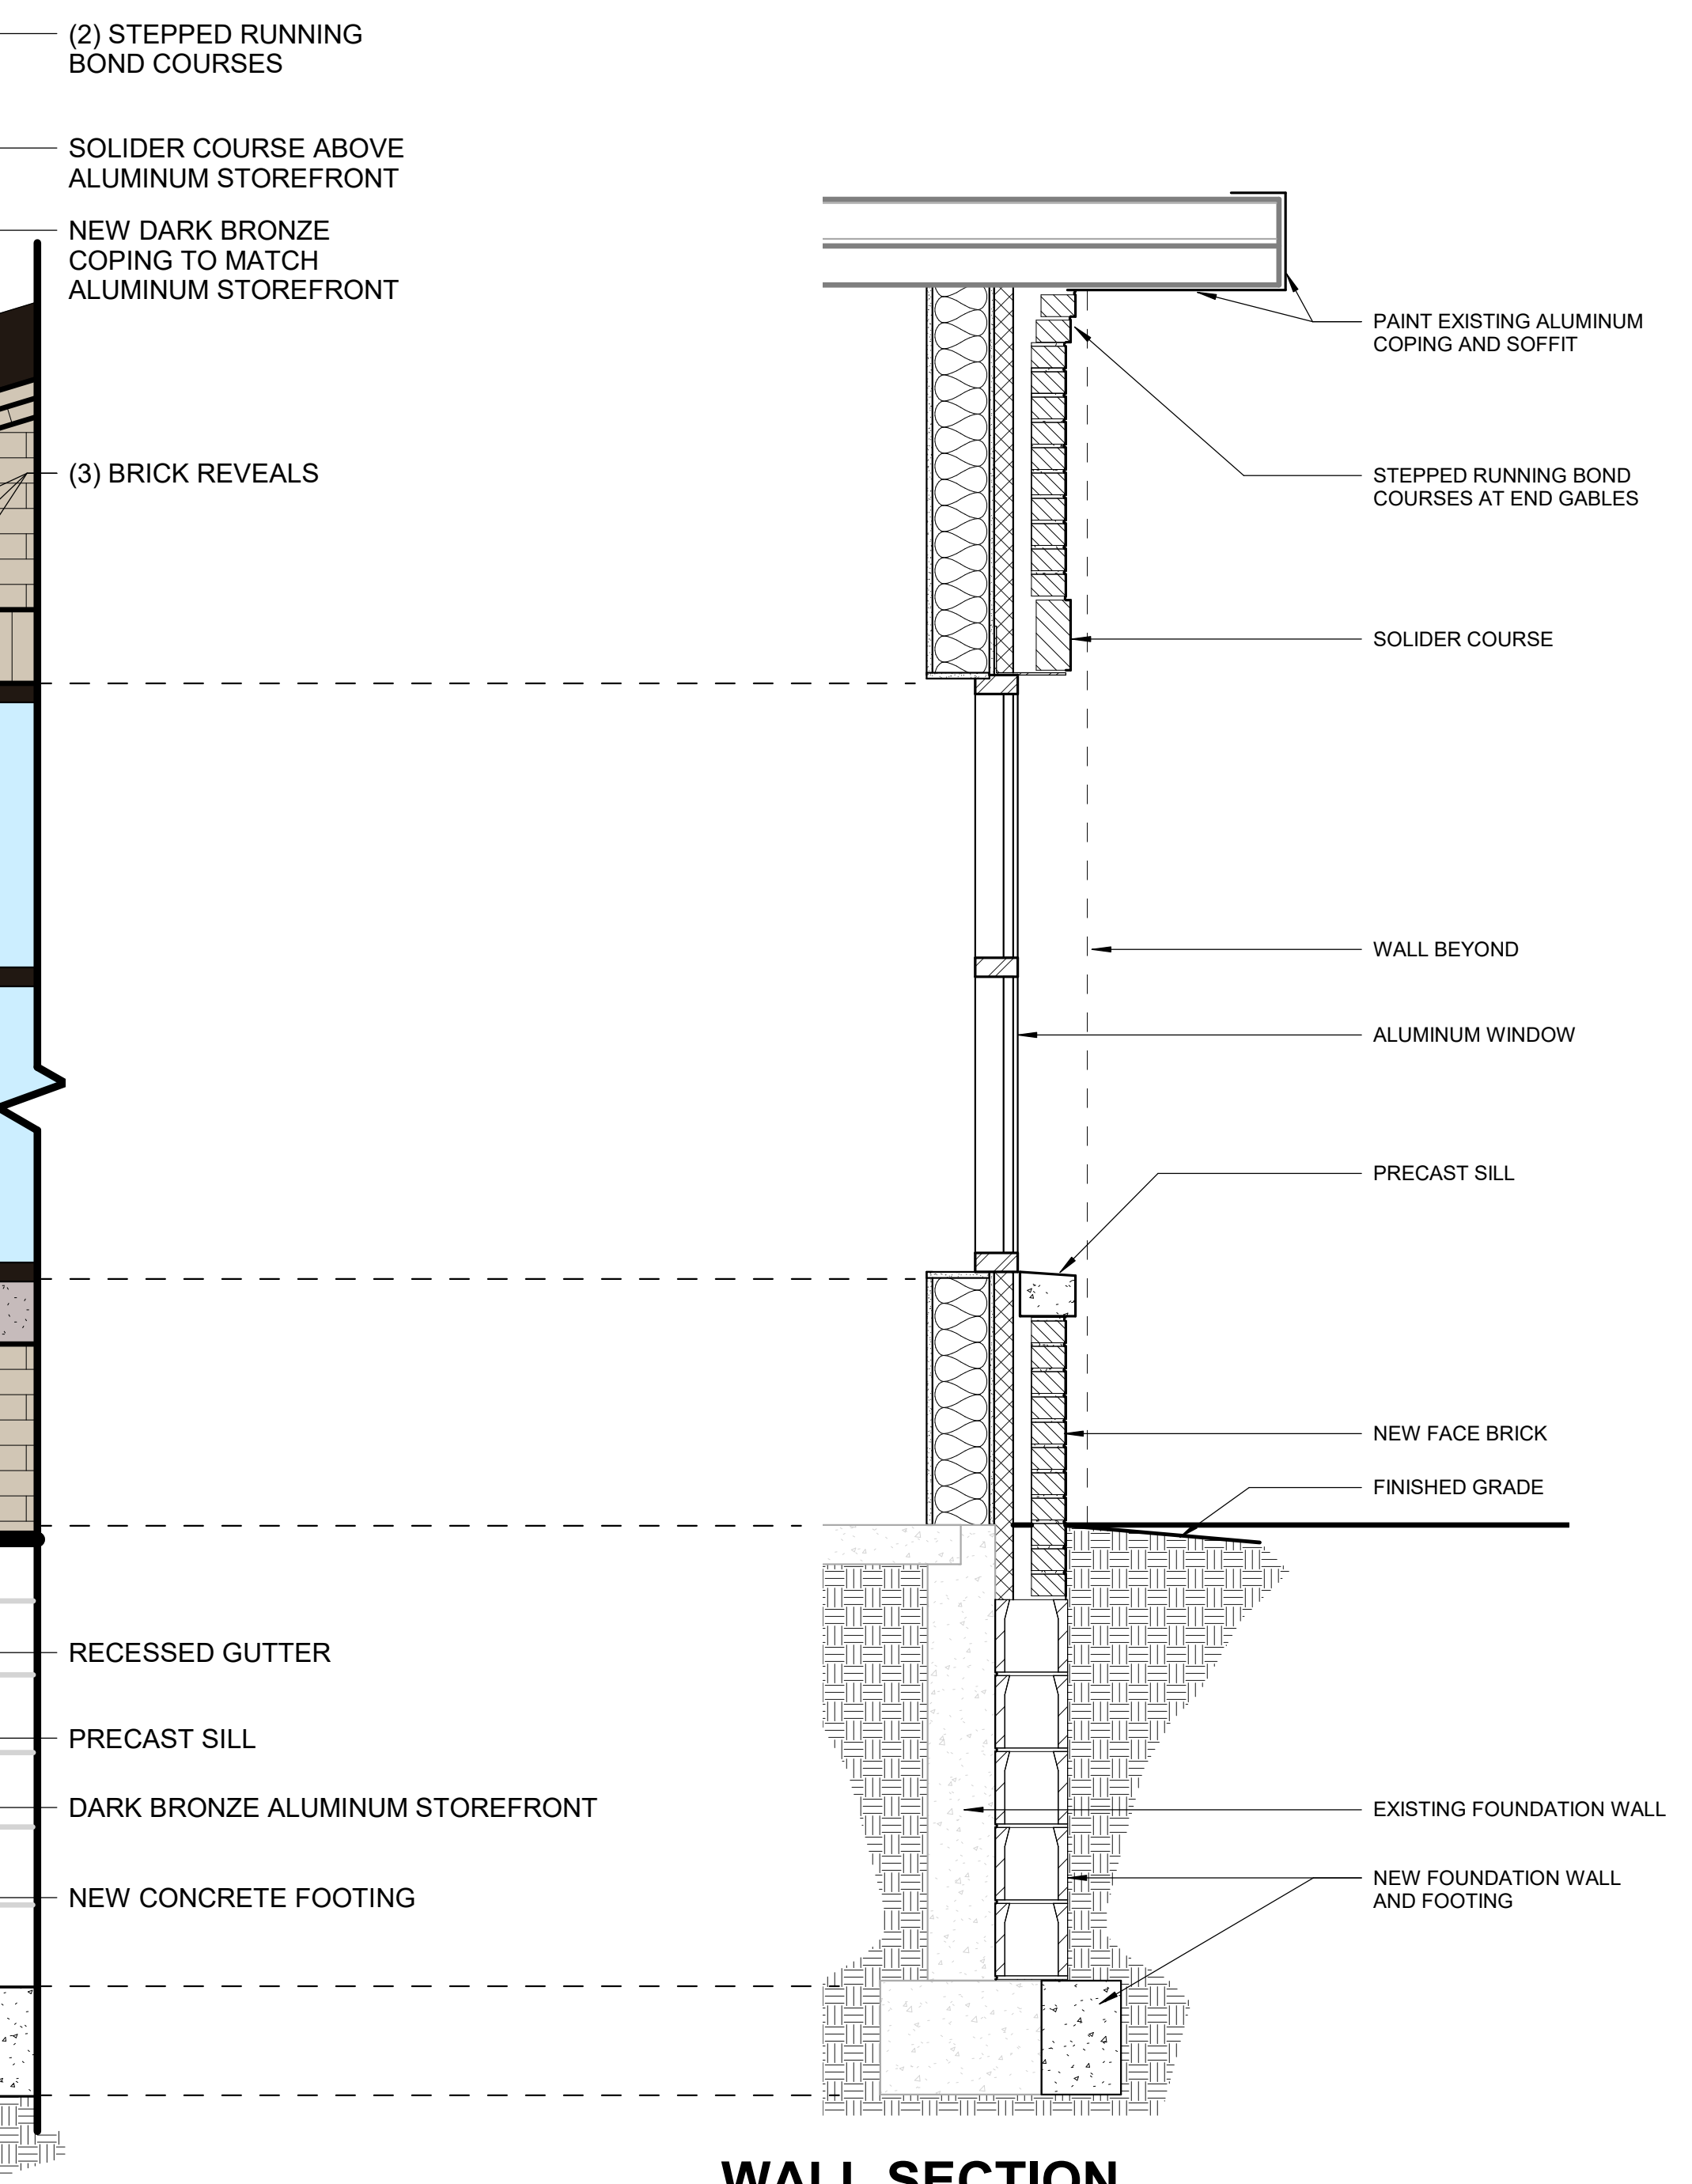 (2) STEPPED RUNNING
BOND COURSES
SOLIDER COURSE ABOVE
ALUMINUM STOREFRONT
NEW DARK BRONZE
COPING TO MATCH
ALUMINUM STOREFRONT
(3) BRICK REVEALS
RECESSED GUTTER
PRECAST SILL
DARK BRONZE ALUMINUM STOREFRONT
NEW CONCRETE FOOTING
PAINT EXISTING ALUMINUM
COPING AND SOFFIT
STEPPED RUNNING BOND
COURSES AT END GABLES
SOLIDER COURSE
WALL BEYOND
ALUMINUM WINDOW
PRECAST SILL
NEW FACE BRICK
FINISHED GRADE
EXISTING FOUNDATION WALL
NEW FOUNDATION WALL
AND FOOTING
WALL SECTION